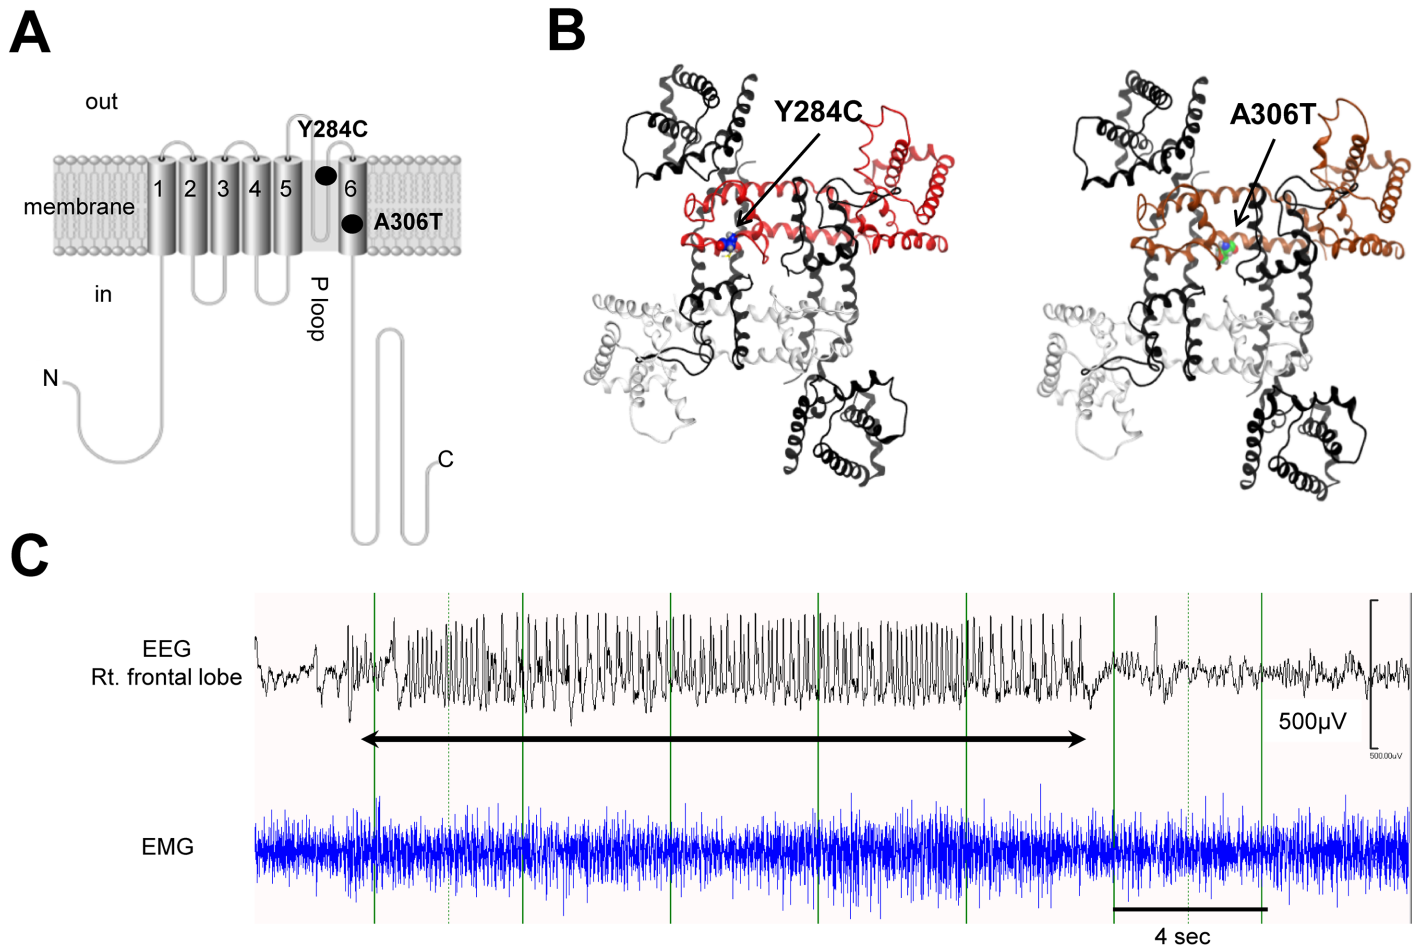 A
B
out
Y284C
1 2 3 4 5 6
membrane
A306T
in
P loop
N
C
Y284C
A306T
C
EEG
Rt. frontal lobe
500µV
500.00uV
EMG
4 sec